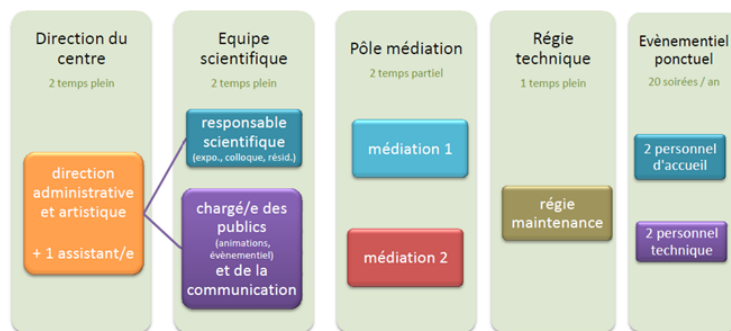 Direction du
centre
2 temps plein
direction
administrative
et artistique
+ 1 assistant/e
Equipe
scientifique
2 temps plein
responsable
scientifique
(expo., colloque, résid.)
chargé/e des
publics
(animations,
évènementiel)
et de la
communication
Pôle médiation
2 temps partiel
médiation 1
médiation 2
Régie
technique
1 temps plein
régie
maintenance
Evènementiel
ponctuel
20 soirées / an
2 personnel
d'accueil
2 personnel
technique